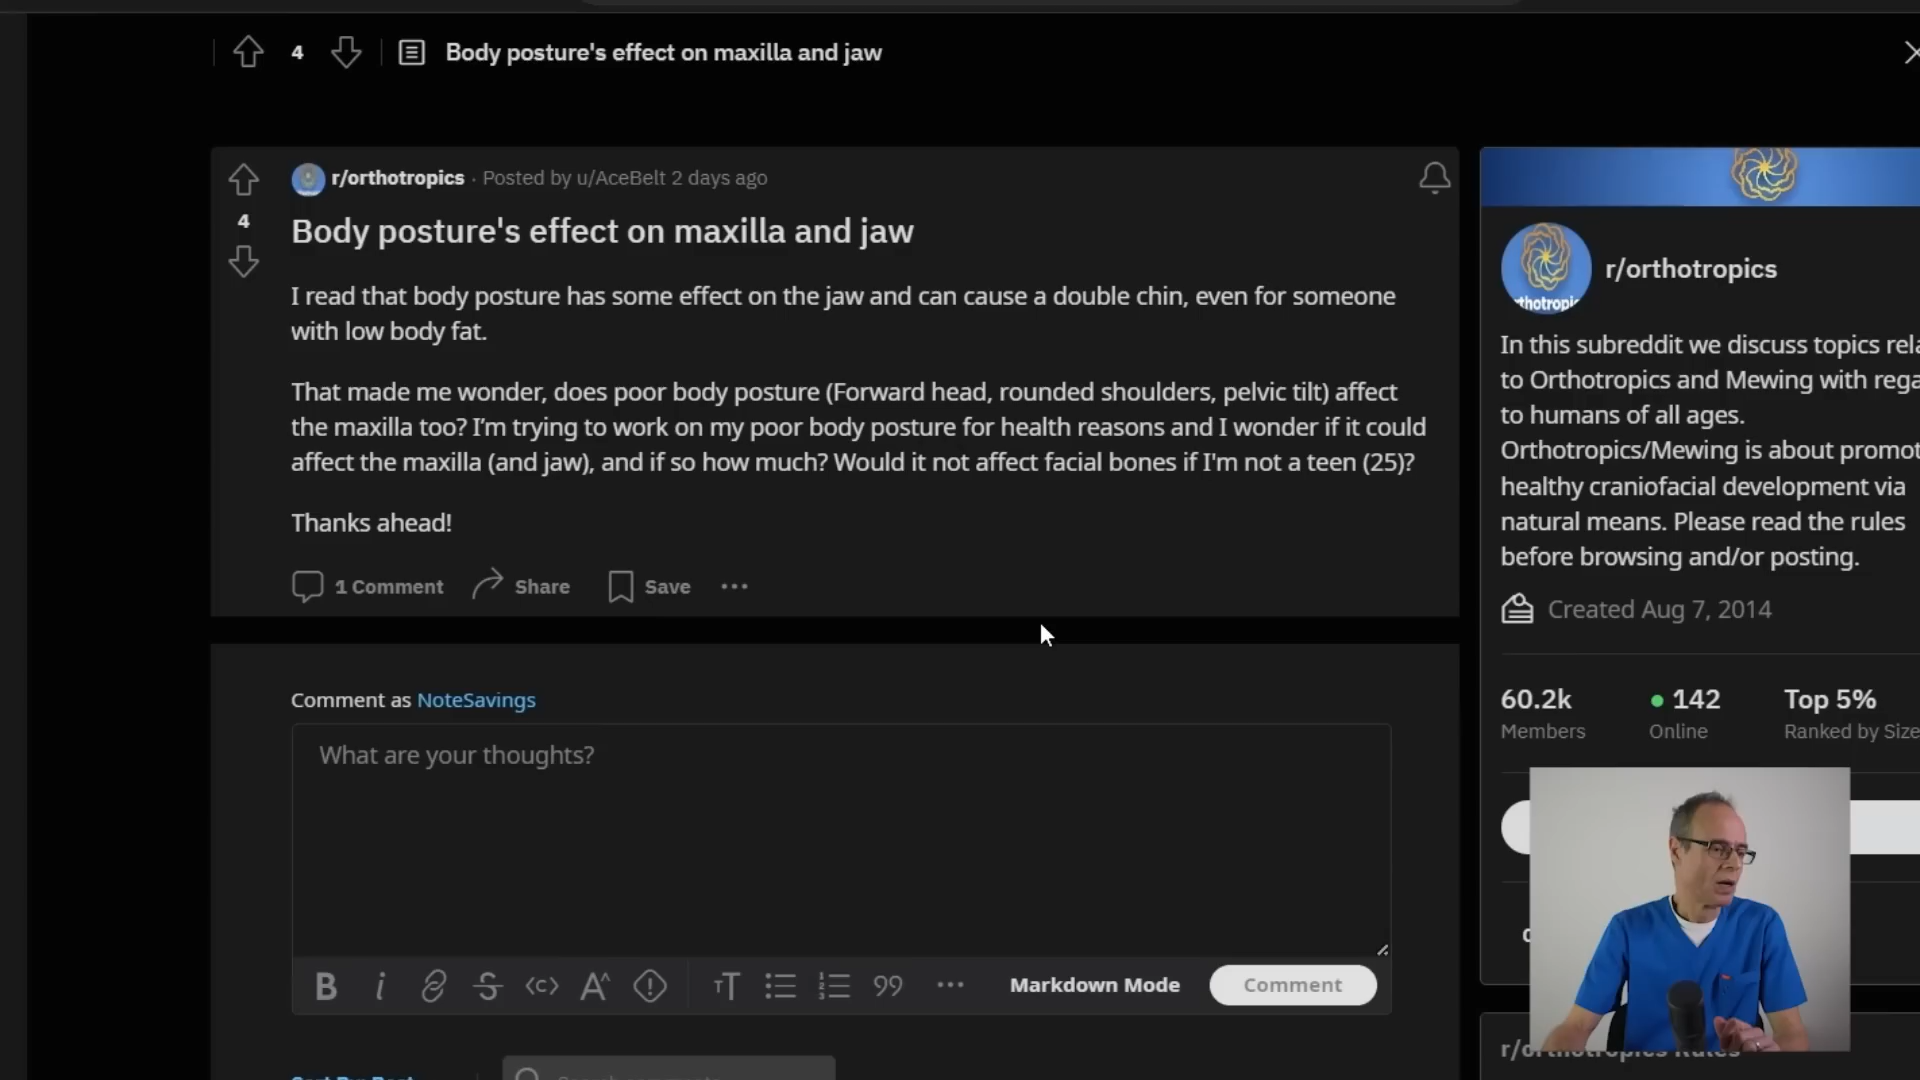 4 Body posture's effect on maxilla and jaw
r/orthotropics · Posted by u/AceBelt 2 days ago
4
Body posture's effect on maxilla and jaw
I read that body posture has some effect on the jaw and can cause a double chin, even for someone
with low body fat.
That made me wonder, does poor body posture (Forward head, rounded shoulders, pelvic tilt) affect
the maxilla too? I'm trying to work on my poor body posture for health reasons and I wonder if it could
affect the maxilla (and jaw), and if so how much? Would it not affect facial bones if I'm not a teen (25)?
Thanks ahead!
1 Comment Share Save
Comment as NoteSavings
What are your thoughts?
Markdown Mode Comment
r/orthotropics
In this subreddit we discuss topics rela
to Orthotropics and Mewing with rega
to humans of all ages.
Orthotropics/Mewing is about promot
healthy craniofacial development via
natural means. Please read the rules
before browsing and/or posting.
Created Aug 7, 2014
60.2k 142 Top 5%
Members Online Ranked by Size